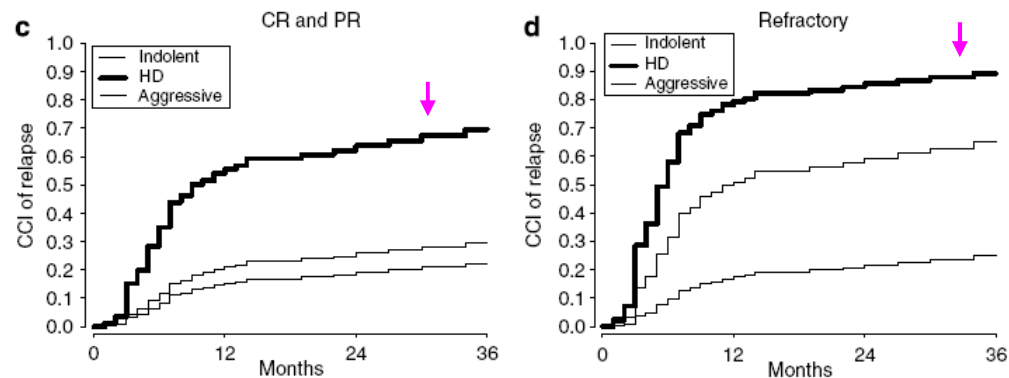 c
CR and PR
Indolent
HD
Aggressive
CCI of relapse
1.0
0.9
0.8
0.7
0.6
0.5
0.4
0.3
0.2
0.1
0.0
0 12 24 36
Months
d
Refractory
Indolent
HD
Aggressive
CCI of relapse
1.0
0.9
0.8
0.7
0.6
0.5
0.4
0.3
0.2
0.1
0.0
0 12 24 36
Months